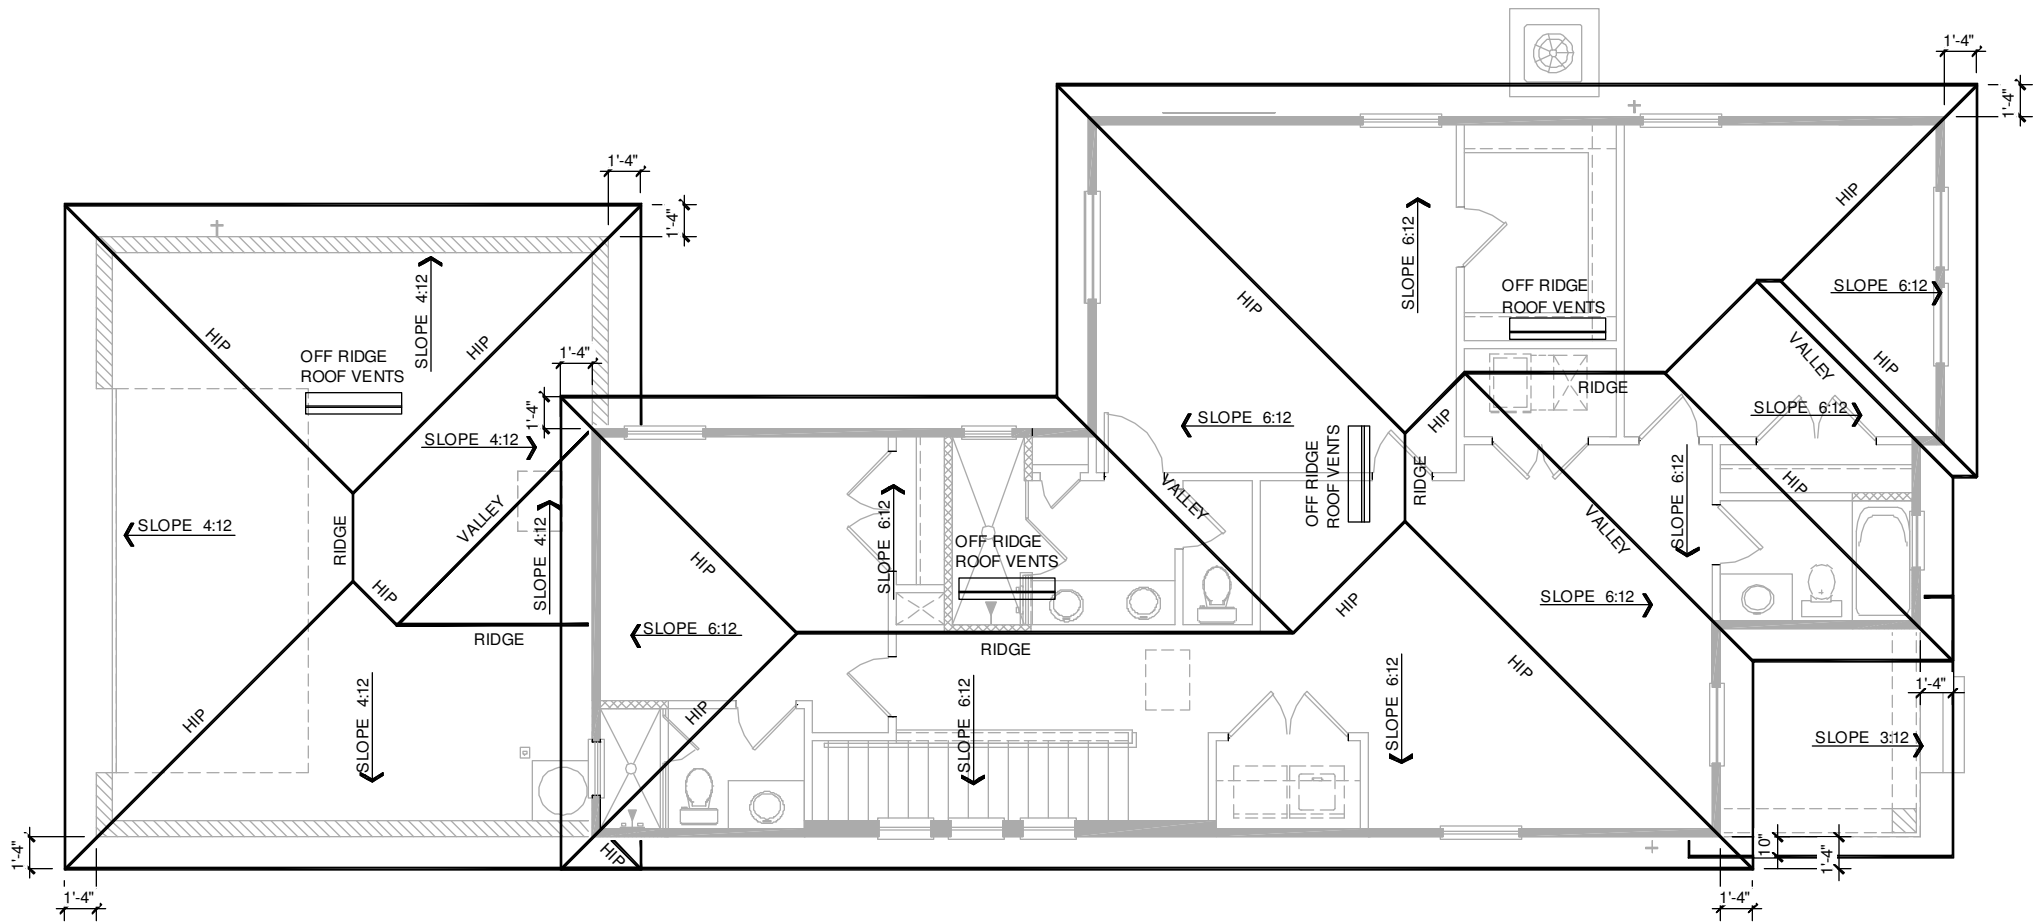 1'-4"
1'-4"
1'-4"
1'-4"
HIP
HIP
SLOPE 6:12
SLOPE 6:12
OFF RIDGE
ROOF VENTS
VALLEY
HIP
RIDGE
SLOPE 6:12
SLOPE 4:12
HIP
HIP
OFF RIDGE
ROOF VENTS
1'-4"
1'-4"
SLOPE 6:12
HIP
OFF RIDGE
ROOF VENTS
RIDGE
SLOPE 4:12
SLOPE 6:12
HIP
VALLEY
VALLEY
SLOPE 4:12
RIDGE
VALLEY
SLOPE 4:12
SLOPE 6:12
OFF RIDGE
ROOF VENTS
HIP
HIP
HIP
SLOPE 6:12
SLOPE 6:12
RIDGE
RIDGE
HIP
HIP
HIP
SLOPE 4:12
SLOPE 6:12
SLOPE 6:12
1'-4"
SLOPE 3:12
HIP
1'-4"
1'-4"
10"
1'-4"
1'-4"